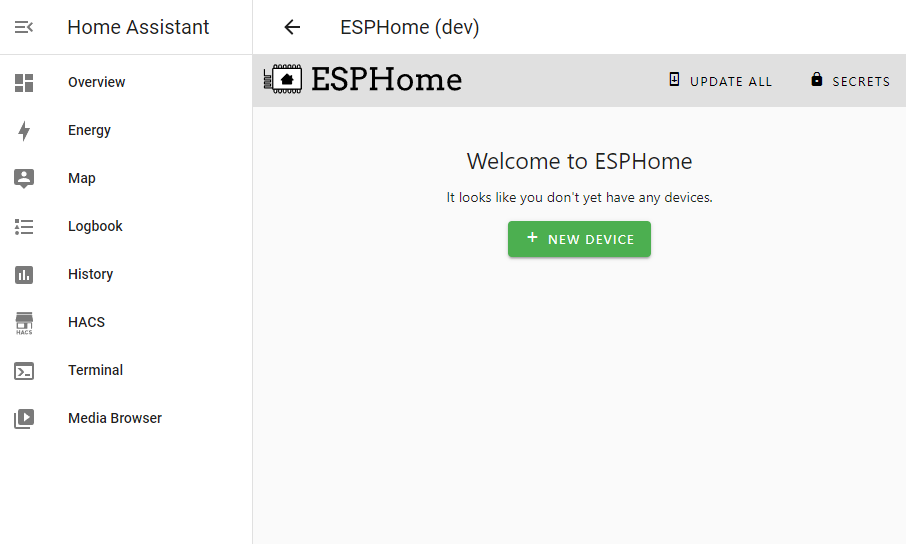 Home Assistant
Overview
Energy
Map
Logbook
History
HACS
HACS
Terminal
Media Browser
ESPHome (dev)
ESPHome
UPDATE ALL
SECRETS
Welcome to ESPHome
It looks like you don't yet have any devices.
+ NEW DEVICE